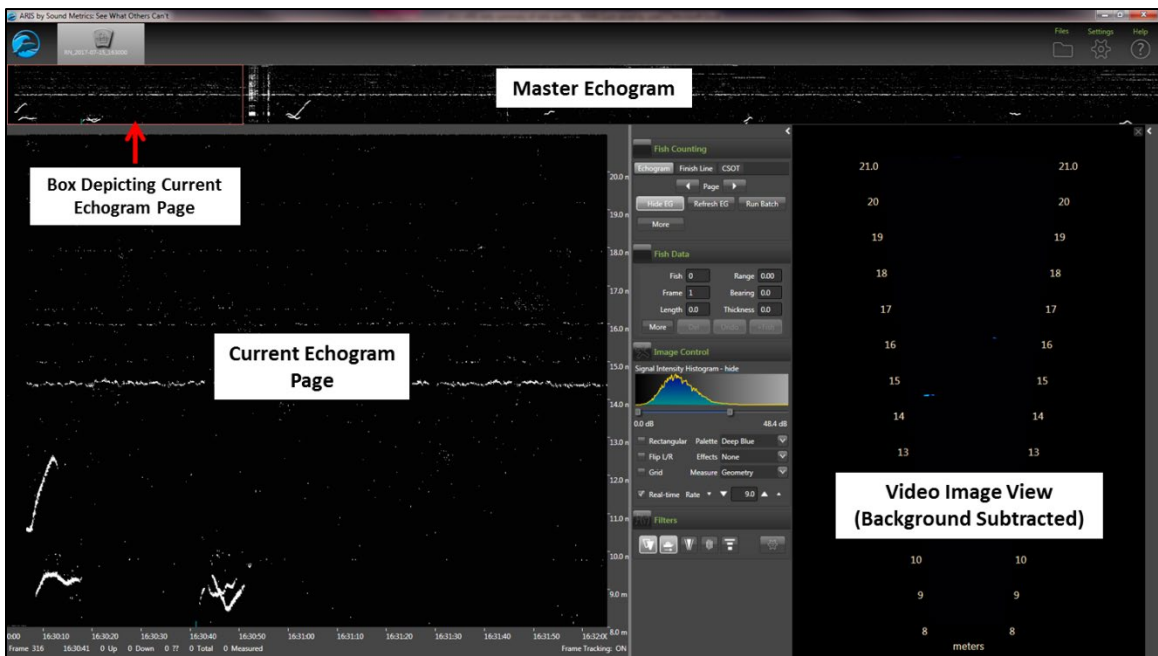 ARIS by Sound Metrics: See What Others Can't
Files Settings Help
Master Echogram
Box Depicting Current
Echogram Page
Current Echogram
Page
20.0 m
19.0 m
18.0 m
17.0 m
16.0 m
15.0 m
14.0 m
13.0 m
12.0 m
11.0 m
10.0 m
9.0 m
8.0 m
0:00 16:30:10 16:30:20 16:30:30 16:30:40 16:30:50 16:31:00 16:31:10 16:31:20 16:31:30 16:31:40 16:31:50 16:32:00
Frame 316 16:30:41 0 Up 0 Down 0 ?? 0 Total 0 Measured Frame Tracking: ON
Fish Counting
Echogram Finish Line CSOT
Page
Hide EG Refresh EG Run Batch
More
Fish Data
Fish 0 Range 0.00
Frame 1 Bearing 0.0
Length 0.0 Thickness 0.0
More
Image Control
Signal Intensity Histogram - hide
0.0 dB 48.4 dB
Rectangular Palette Deep Blue
Flip L/R Effects None
Grid Measure Geometry
Real-time Rate 9.0
Filters
21.0 21.0
20 20
19 19
18 18
17 17
16 16
15 15
14 14
13 13
Video Image View
(Background Subtracted)
10 10
9 9
8 8
meters